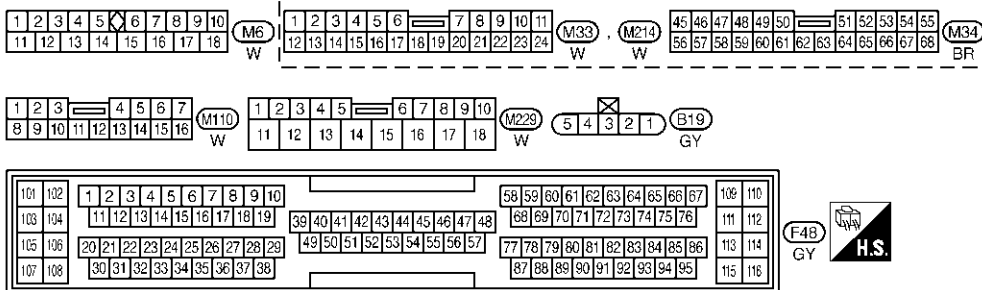 1 2 3 4 5 6 7 8 9 10
11 12 13 14 15 16 17 18
M6
W
1 2 3 4 5 6 7 8 9 10 11
12 13 14 15 16 17 18 19 20 21 22 23 24
M33 , M214
W W
45 46 47 48 49 50 51 52 53 54 55
56 57 58 59 60 61 62 63 64 65 66 67 68
M34
BR
1 2 3 4 5 6 7
8 9 10 11 12 13 14 15 16
M110
W
1 2 3 4 5 6 7 8 9 10
11 12 13 14 15 16 17 18
M229
W
5 4 3 2 1
B19
GY
101 102
103 104
105 106
107 108
1 2 3 4 5 6 7 8 9 10
11 12 13 14 15 16 17 18 19
20 21 22 23 24 25 26 27 28 29
30 31 32 33 34 35 36 37 38
39 40 41 42 43 44 45 46 47 48
49 50 51 52 53 54 55 56 57
58 59 60 61 62 63 64 65 66 67
68 69 70 71 72 73 74 75 76
77 78 79 80 81 82 83 84 85 86
87 88 89 90 91 92 93 94 95
109 110
111 112
113 114
115 116
F48
GY
H.S.